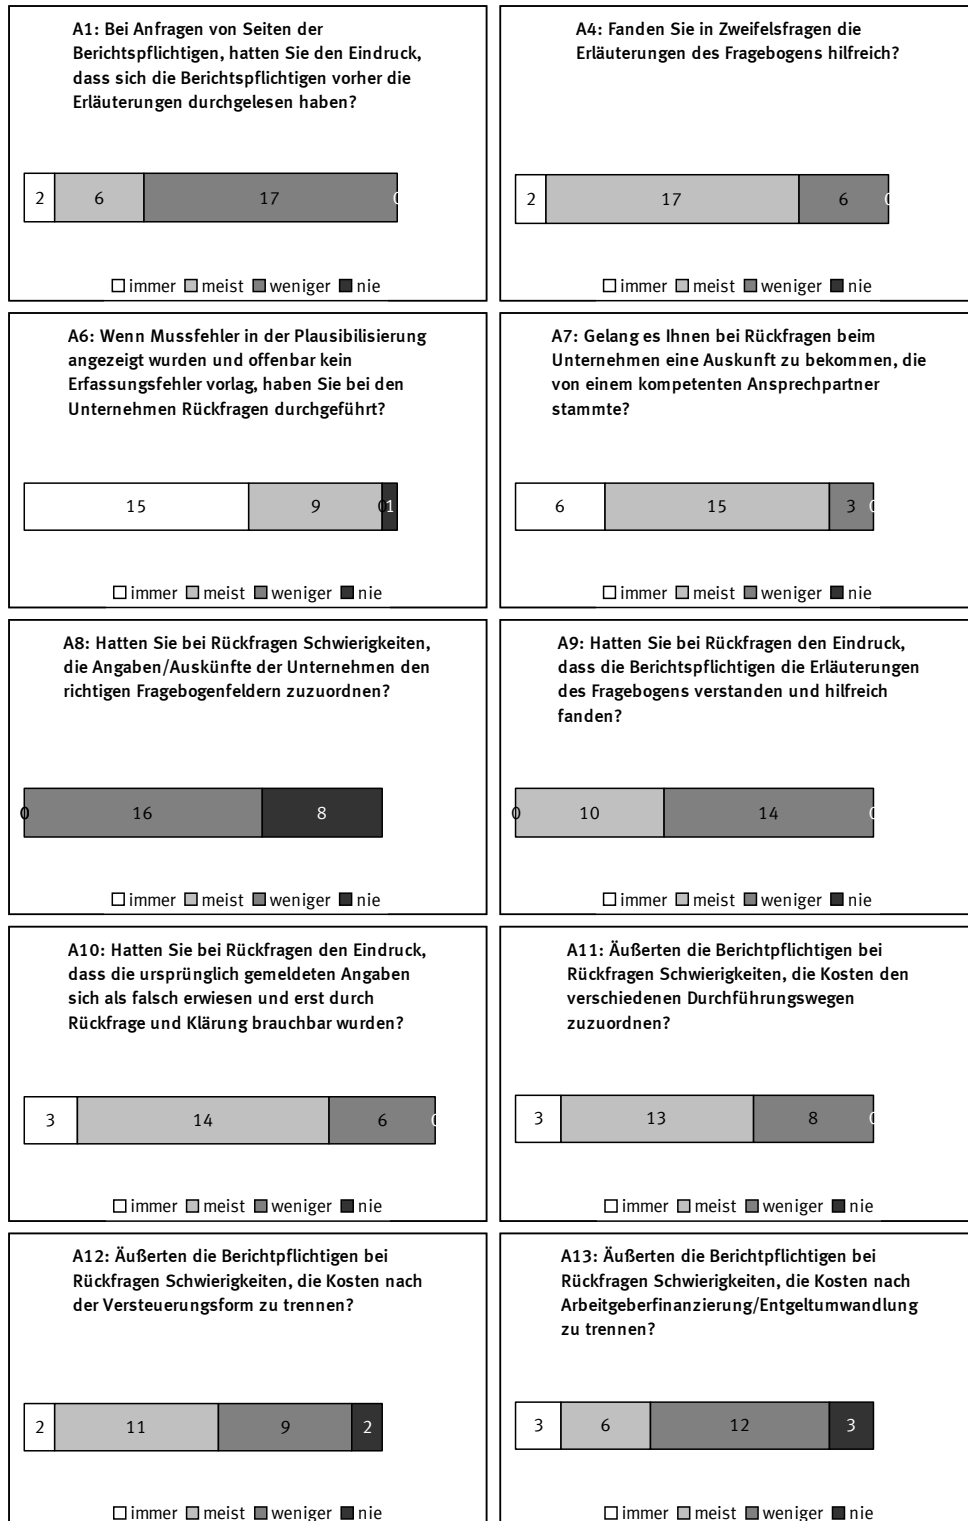 A1: Bei Anfragen von Seiten der
Berichtspflichtigen, hatten Sie den Eindruck,
dass sich die Berichtspflichtigen vorher die
Erläuterungen durchgelesen haben?
2 6 17 0
immer meist weniger nie
A4: Fanden Sie in Zweifelsfragen die
Erläuterungen des Fragebogens hilfreich?
2 17 6 0
immer meist weniger nie
A6: Wenn Mussfehler in der Plausibilisierung
angezeigt wurden und offenbar kein
Erfassungsfehler vorlag, haben Sie bei den
Unternehmen Rückfragen durchgeführt?
15 9 0 1
immer meist weniger nie
A7: Gelang es Ihnen bei Rückfragen beim
Unternehmen eine Auskunft zu bekommen, die
von einem kompetenten Ansprechpartner
stammte?
6 15 3 0
immer meist weniger nie
A8: Hatten Sie bei Rückfragen Schwierigkeiten,
die Angaben/Auskünfte der Unternehmen den
richtigen Fragebogenfeldern zuzuordnen?
0 16 8
immer meist weniger nie
A9: Hatten Sie bei Rückfragen den Eindruck,
dass die Berichtspflichtigen die Erläuterungen
des Fragebogens verstanden und hilfreich
fanden?
0 10 14 0
immer meist weniger nie
A10: Hatten Sie bei Rückfragen den Eindruck,
dass die ursprünglich gemeldeten Angaben
sich als falsch erwiesen und erst durch
Rückfrage und Klärung brauchbar wurden?
3 14 6 0
immer meist weniger nie
A11: Äußerten die Berichtpflichtigen bei
Rückfragen Schwierigkeiten, die Kosten den
verschiedenen Durchführungswegen
zuzuordnen?
3 13 8 0
immer meist weniger nie
A12: Äußerten die Berichtpflichtigen bei
Rückfragen Schwierigkeiten, die Kosten nach
der Versteuerungsform zu trennen?
2 11 9 2
immer meist weniger nie
A13: Äußerten die Berichtpflichtigen bei
Rückfragen Schwierigkeiten, die Kosten nach
Arbeitgeberfinanzierung/Entgeltumwandlung
zu trennen?
3 6 12 3
immer meist weniger nie